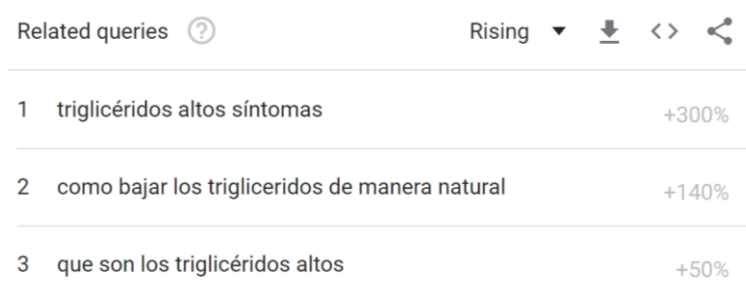 Related queries
Rising
1 triglicéridos altos síntomas +300%
2 como bajar los trigliceridos de manera natural +140%
3 que son los triglicéridos altos +50%